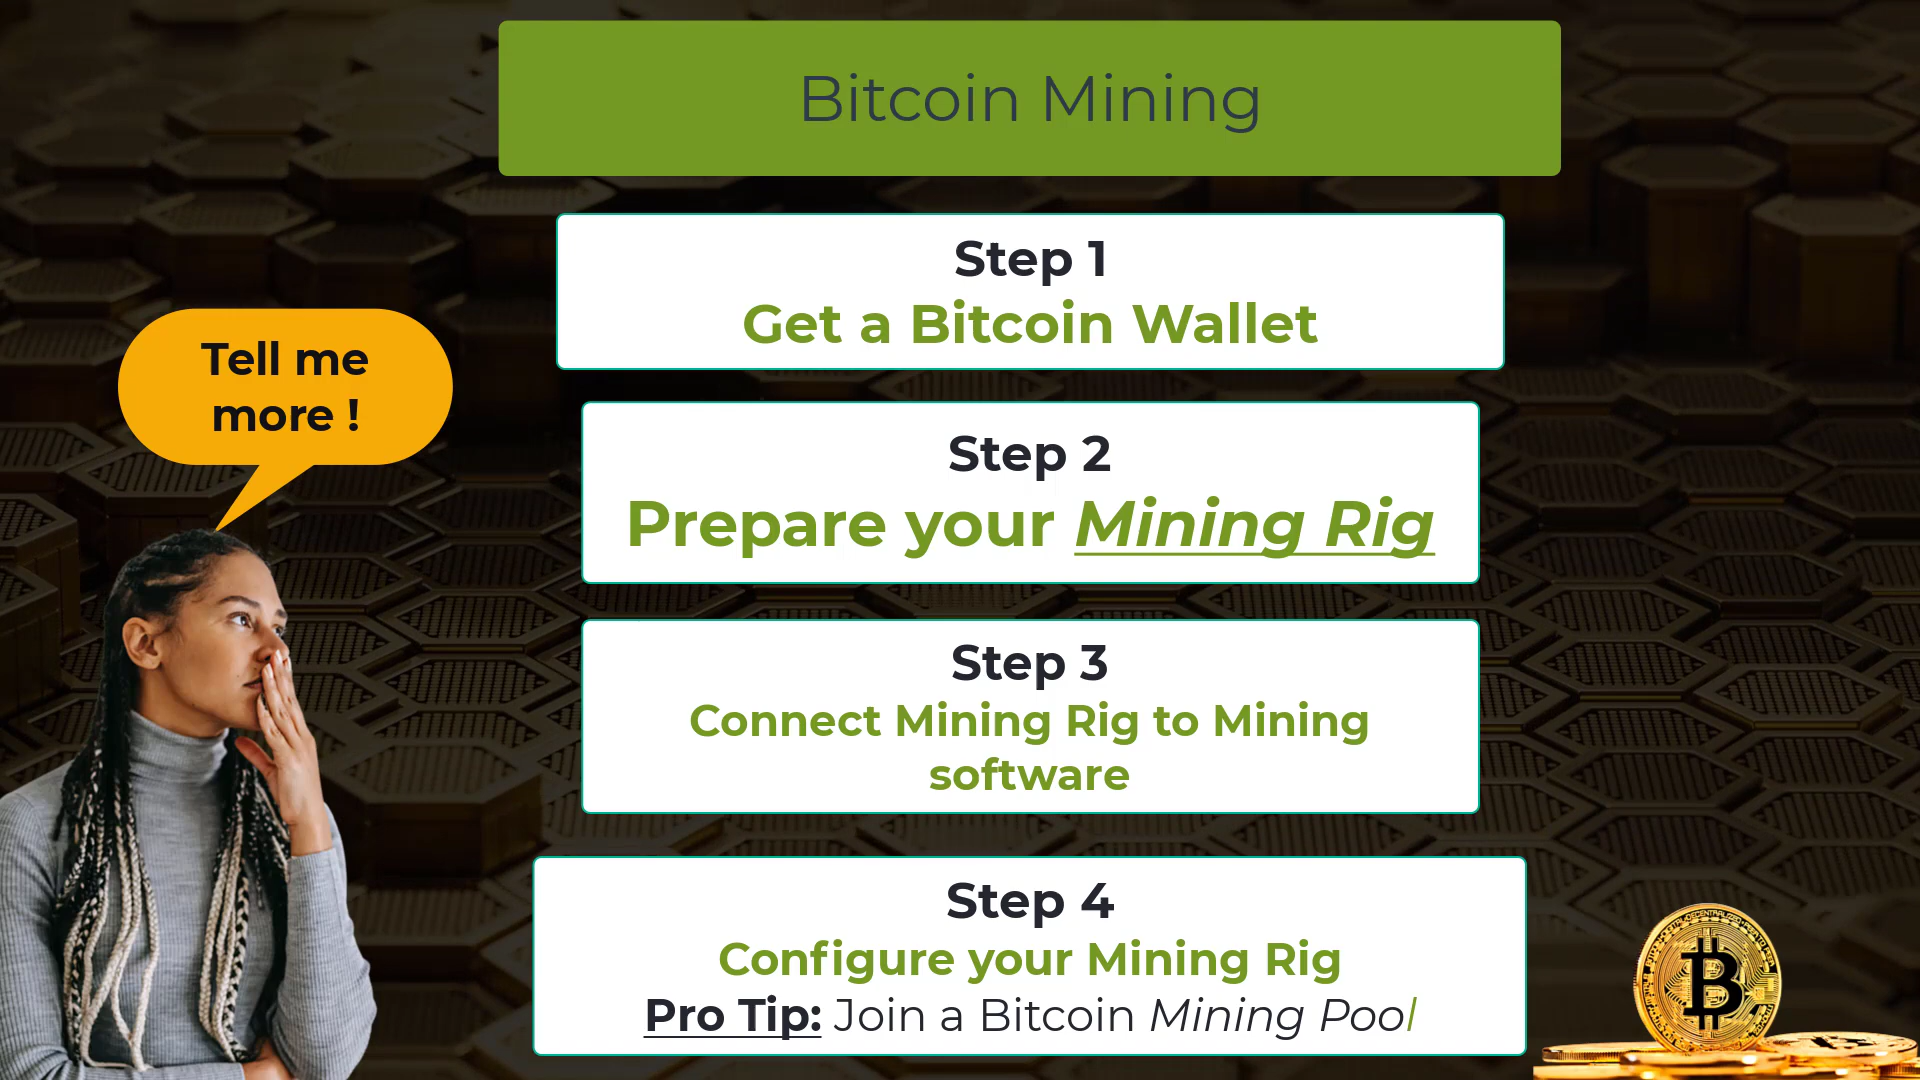 Bitcoin Mining
Step 1
Get a Bitcoin Wallet
Tell me
more !
Step 2
Prepare your Mining Rig
Step 3
Connect Mining Rig to Mining
software
Step 4
Configure your Mining Rig
Pro Tip: Join a Bitcoin Mining Pool